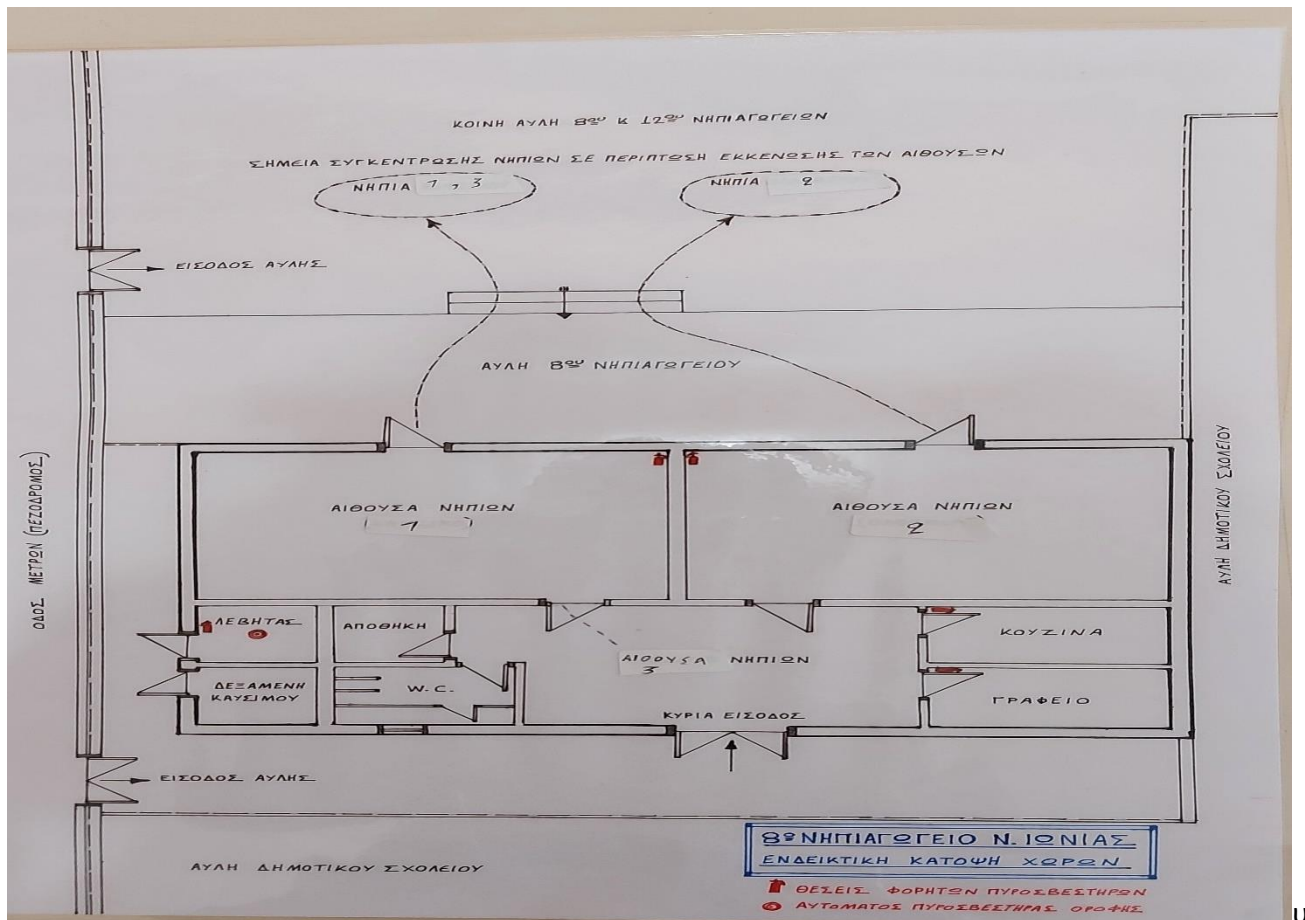 ΚΟΙΝΗ ΑΥΛΗ 8ου Κ 12ου ΝΗΠΙΑΓΩΓΕΙΩΝ
ΣΗΜΕΙΑ ΣΥΓΚΕΝΤΡΩΣΗΣ ΝΗΠΙΩΝ ΣΕ ΠΕΡΙΠΤΩΣΗ ΕΚΚΕΝΩΣΗΣ ΤΩΝ ΑΙΘΟΥΣΩΝ
ΝΗΠΙΑ 1, 3
ΝΗΠΙΑ 2
ΕΙΣΟΔΟΣ ΑΥΛΗΣ
ΑΥΛΗ 8ου ΝΗΠΙΑΓΩΓΕΙΟΥ
ΟΔΟΣ ΜΕΤΡΩΝ (ΠΕΖΟΔΡΟΜΟΣ)
ΑΥΛΗ ΔΗΜΟΤΙΚΟΥ ΣΧΟΛΕΙΟΥ
ΑΙΘΟΥΣΑ ΝΗΠΙΩΝ
1
ΑΙΘΟΥΣΑ ΝΗΠΙΩΝ
2
ΛΕΒΗΤΑΣ
ΑΠΟΘΗΚΗ
ΑΙΘΟΥΣΑ ΝΗΠΙΩΝ
3
ΚΟΥΖΙΝΑ
ΔΕΞΑΜΕΝΗ
ΚΑΥΣΙΜΟΥ
W.C.
ΓΡΑΦΕΙΟ
ΚΥΡΙΑ ΕΙΣΟΔΟΣ
ΕΙΣΟΔΟΣ ΑΥΛΗΣ
ΑΥΛΗ ΔΗΜΟΤΙΚΟΥ ΣΧΟΛΕΙΟΥ
8ο ΝΗΠΙΑΓΩΓΕΙΟ Ν. ΙΩΝΙΑΣ
ΕΝΔΕΙΚΤΙΚΗ ΚΑΤΟΨΗ ΧΩΡΩΝ
ΘΕΣΕΙΣ ΦΟΡΗΤΩΝ ΠΥΡΟΣΒΕΣΤΗΡΩΝ
ΑΥΤΟΜΑΤΟΣ ΠΥΡΟΣΒΕΣΤΗΡΑΣ ΟΡΟΦΗΣ